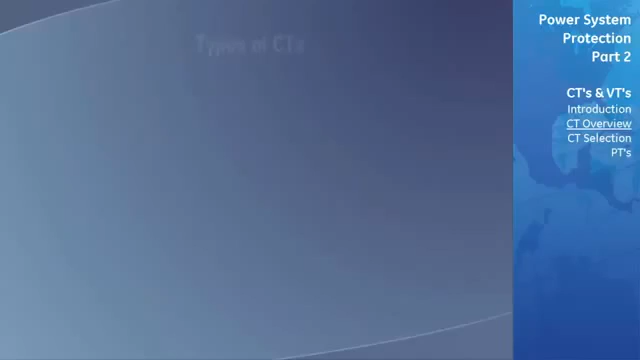 Types of CTs
Power System
Protection
Part 2
CT's & VT's
Introduction
CT Overview
CT Selection
PT's